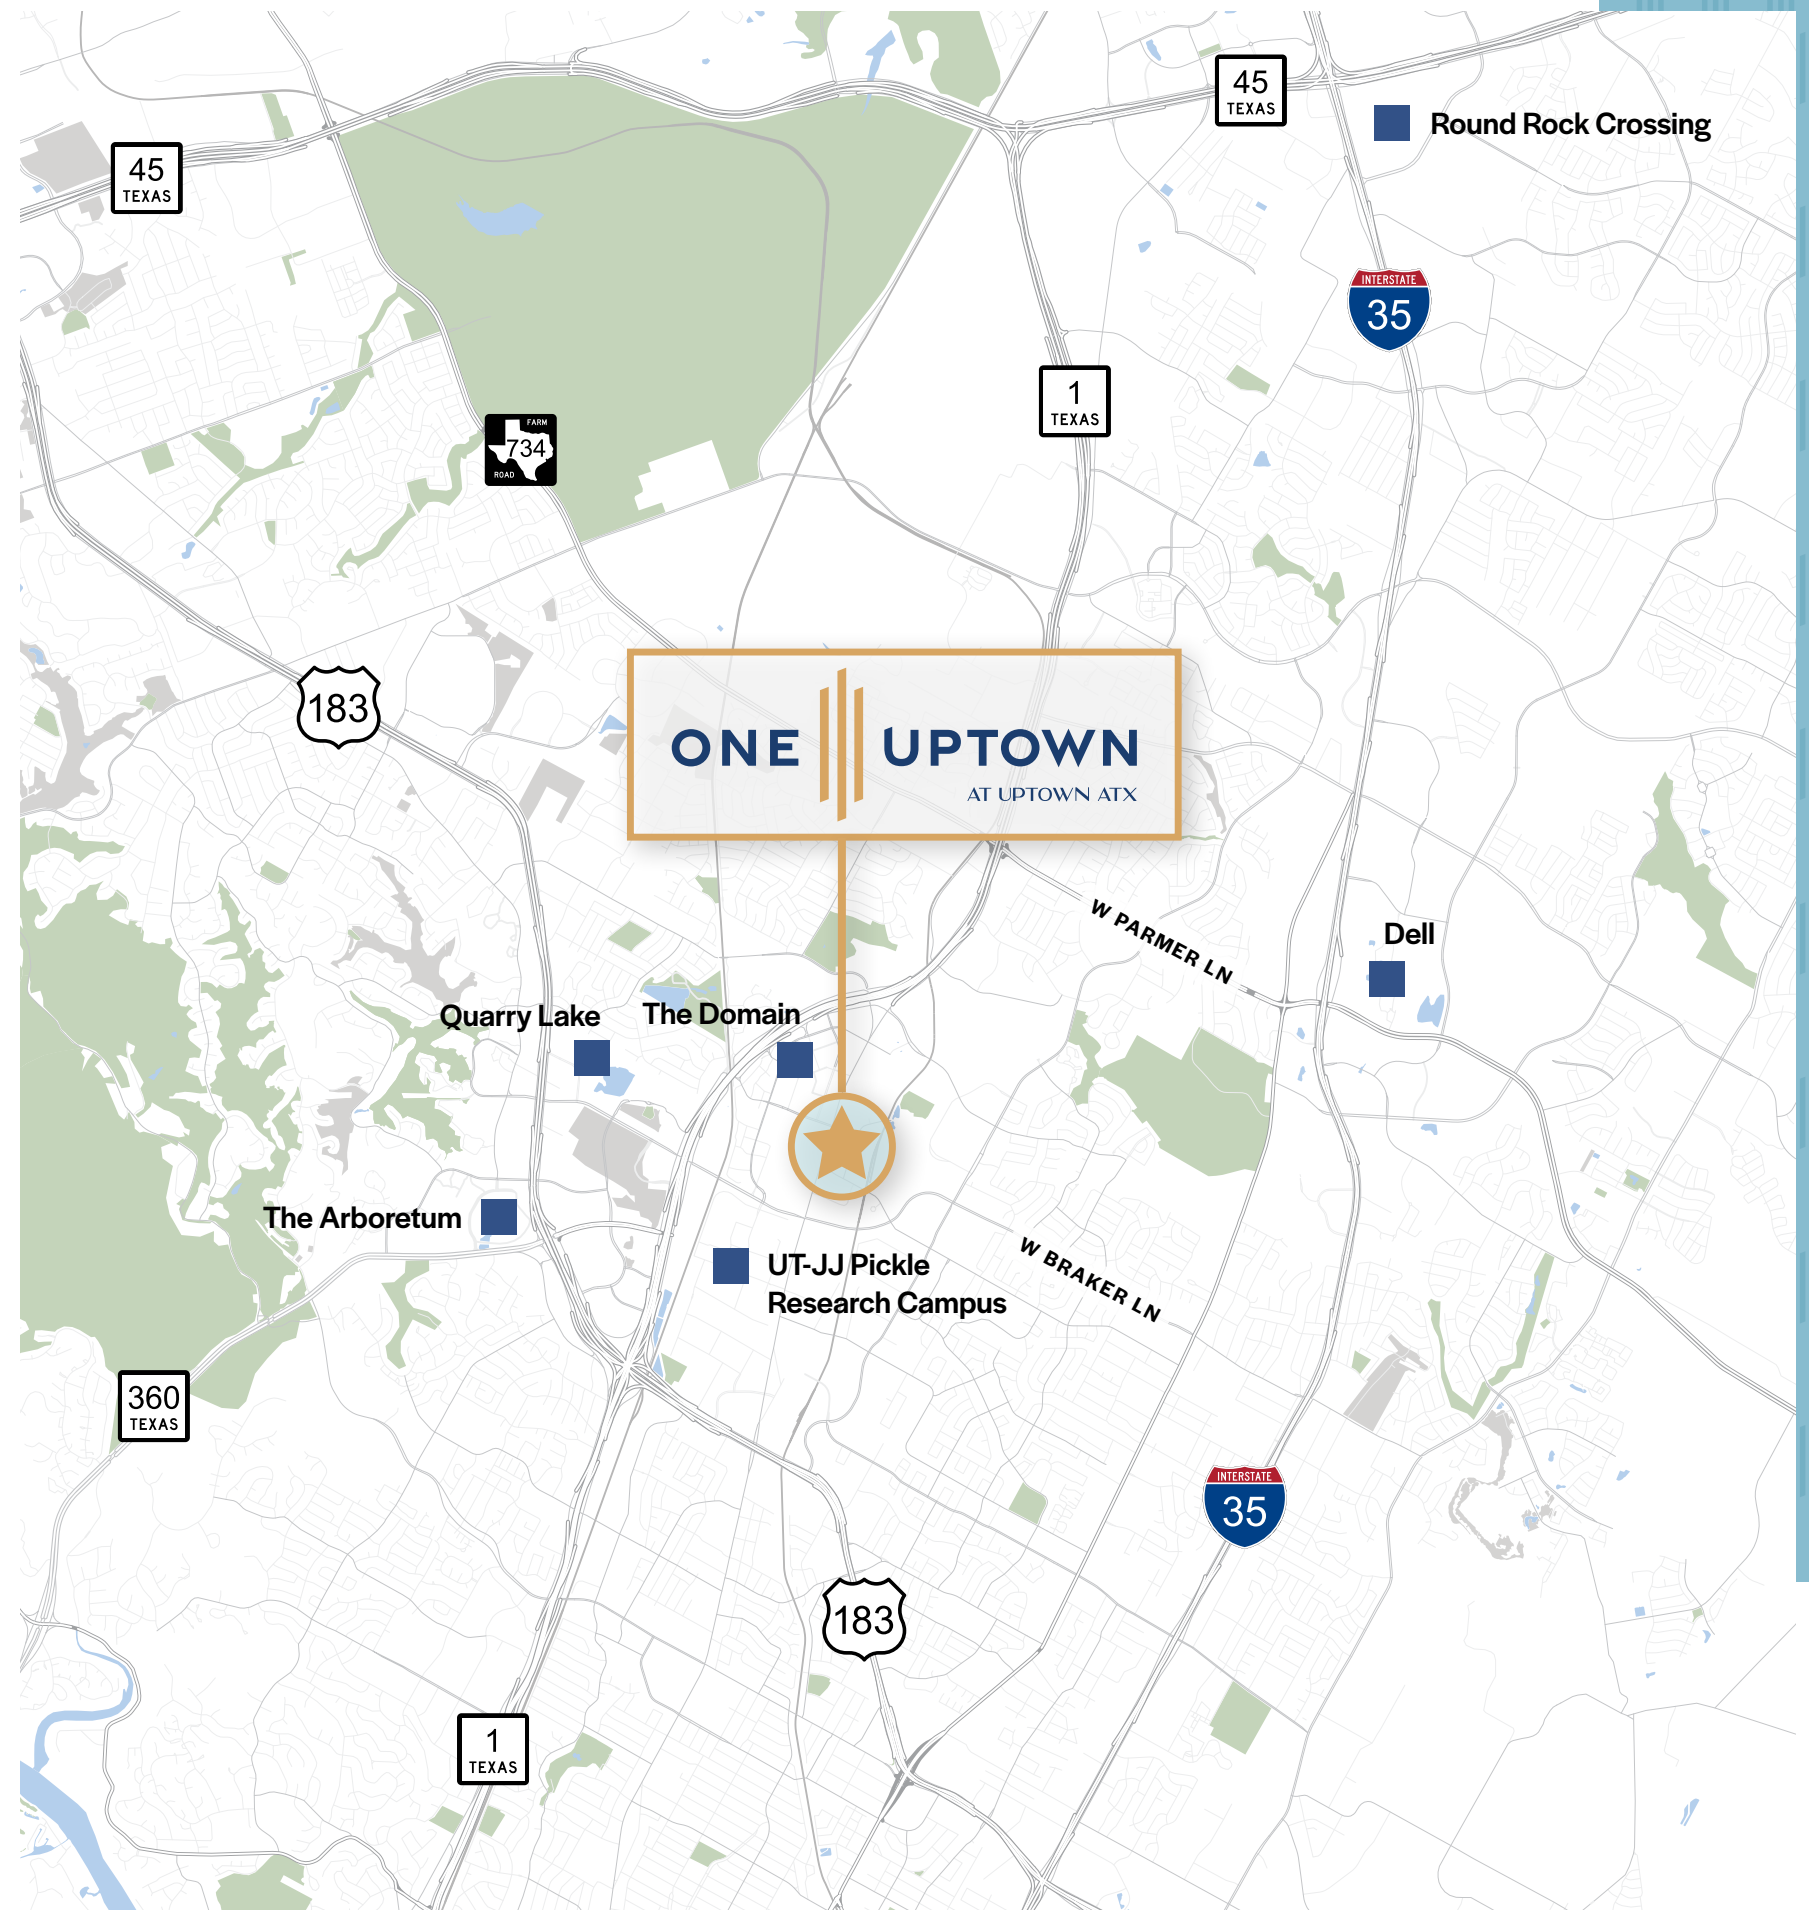 45
TEXAS
Round Rock Crossing
45
TEXAS
INTERSTATE
35
1
TEXAS
FARM
734
ROAD
183
ONE UPTOWN
AT UPTOWN ATX
W PARMER LN
Dell
Quarry Lake
The Domain
The Arboretum
W BRAKER LN
UT-JJ Pickle
Research Campus
360
TEXAS
INTERSTATE
35
183
1
TEXAS